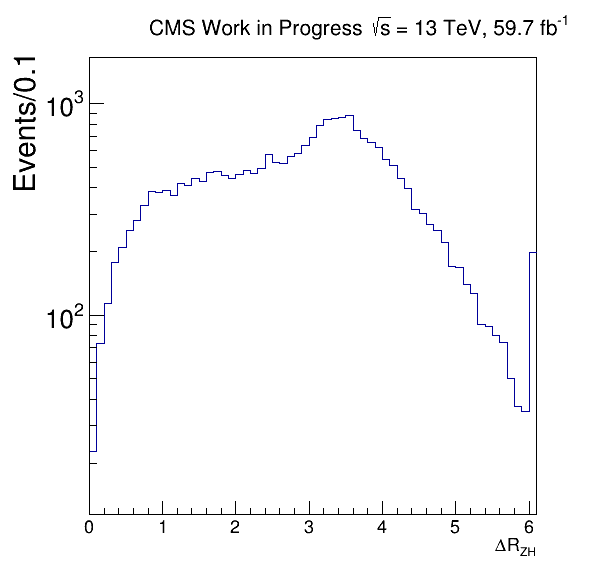 CMS Work in Progress √s = 13 TeV, 59.7 fb⁻¹
Events/0.1
10³
10²
0 1 2 3 4 5 6
ΔR_ZH